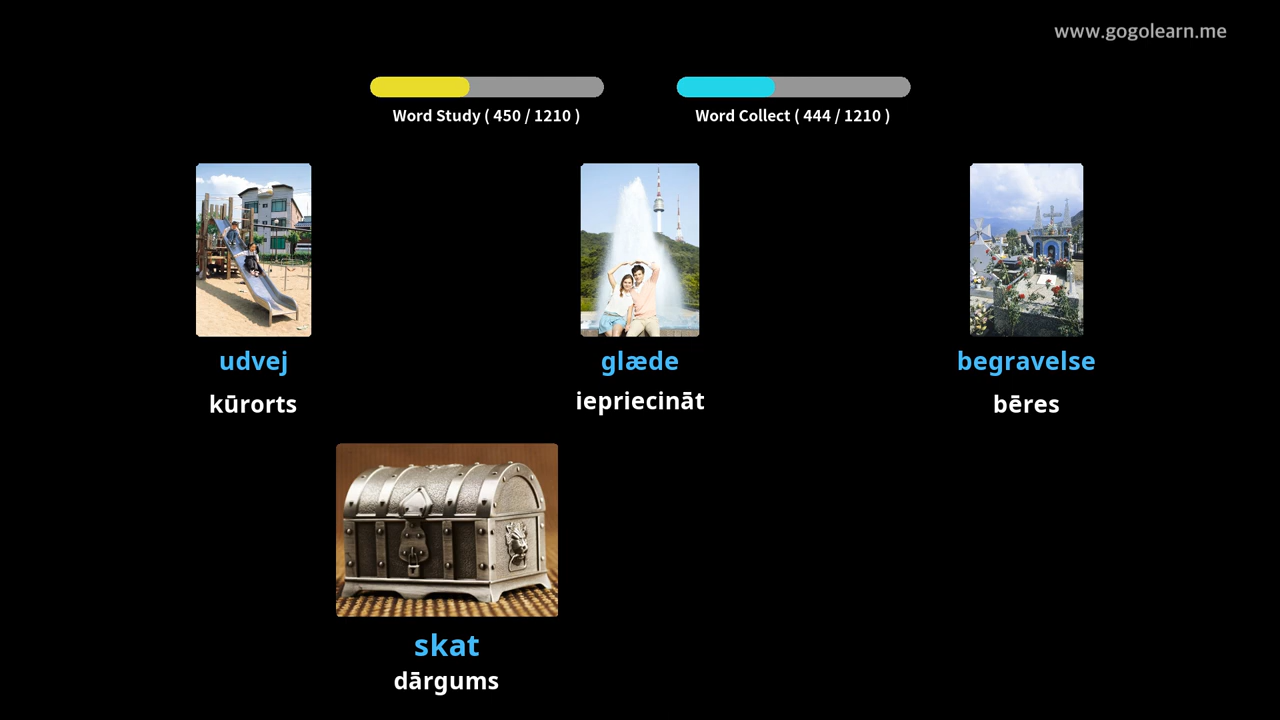 www.gogolearn.me
Word Study ( 450 / 1210 )
Word Collect ( 444 / 1210 )
udvej
glæde
begravelse
kūrorts
iepriecināt
bēres
skat
dārgums